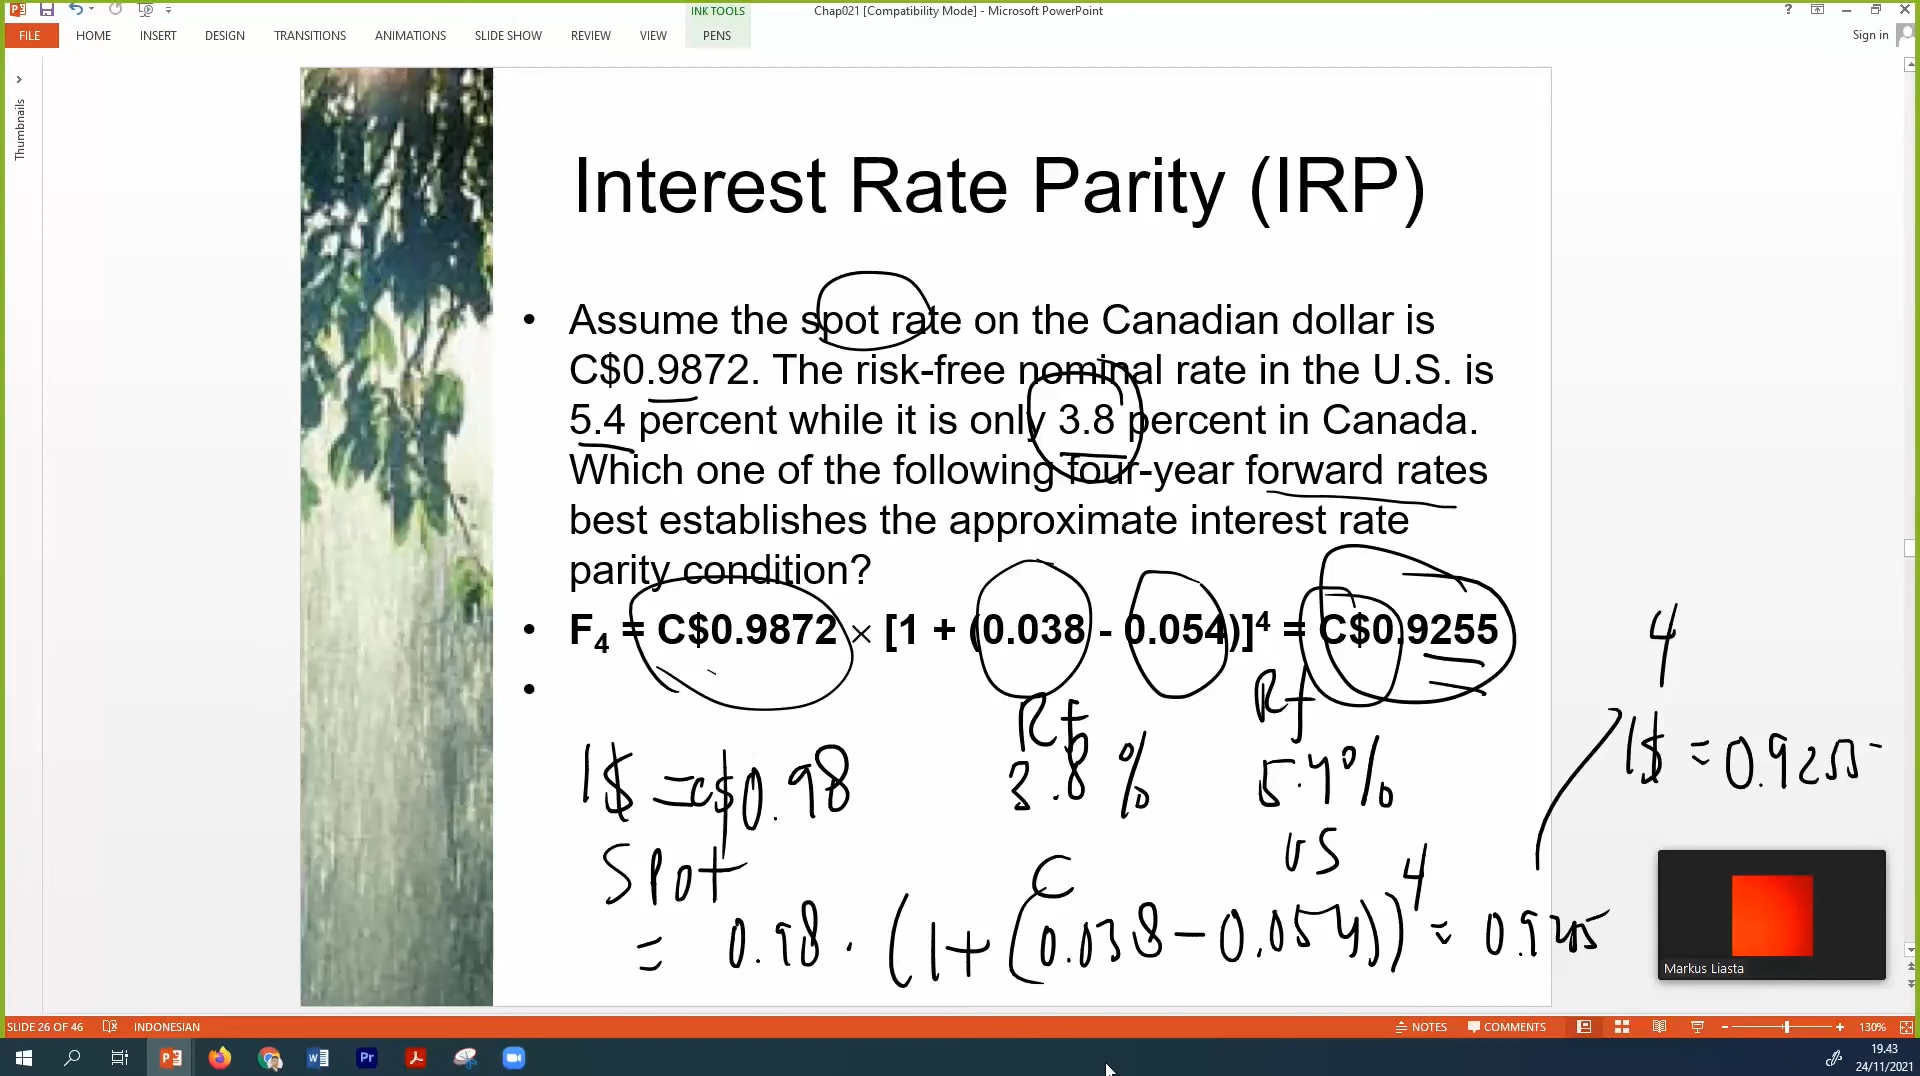 INK TOOLS
Chap021 [Compatibility Mode] - Microsoft PowerPoint
FILE HOME INSERT DESIGN TRANSITIONS ANIMATIONS SLIDE SHOW REVIEW VIEW PENS
Sign in
Thumbnails
Interest Rate Parity (IRP)
• Assume the spot rate on the Canadian dollar is
C$0.9872. The risk-free nominal rate in the U.S. is
5.4 percent while it is only 3.8 percent in Canada.
Which one of the following four-year forward rates
best establishes the approximate interest rate
parity condition?
• F4 = C$0.9872 × [1 + (0.038 - 0.054)]⁴ = C$0.9255
•
4
Rf Rf
1$ = C$0.98 3.8% 5.4% 1$ = 0.9255
Spot C US
= 0.98 . (1+(0.038-0.054))⁴ =
Markus Liasta
SLIDE 26 OF 46 INDONESIAN NOTES COMMENTS 130%
19.43
24/11/2021